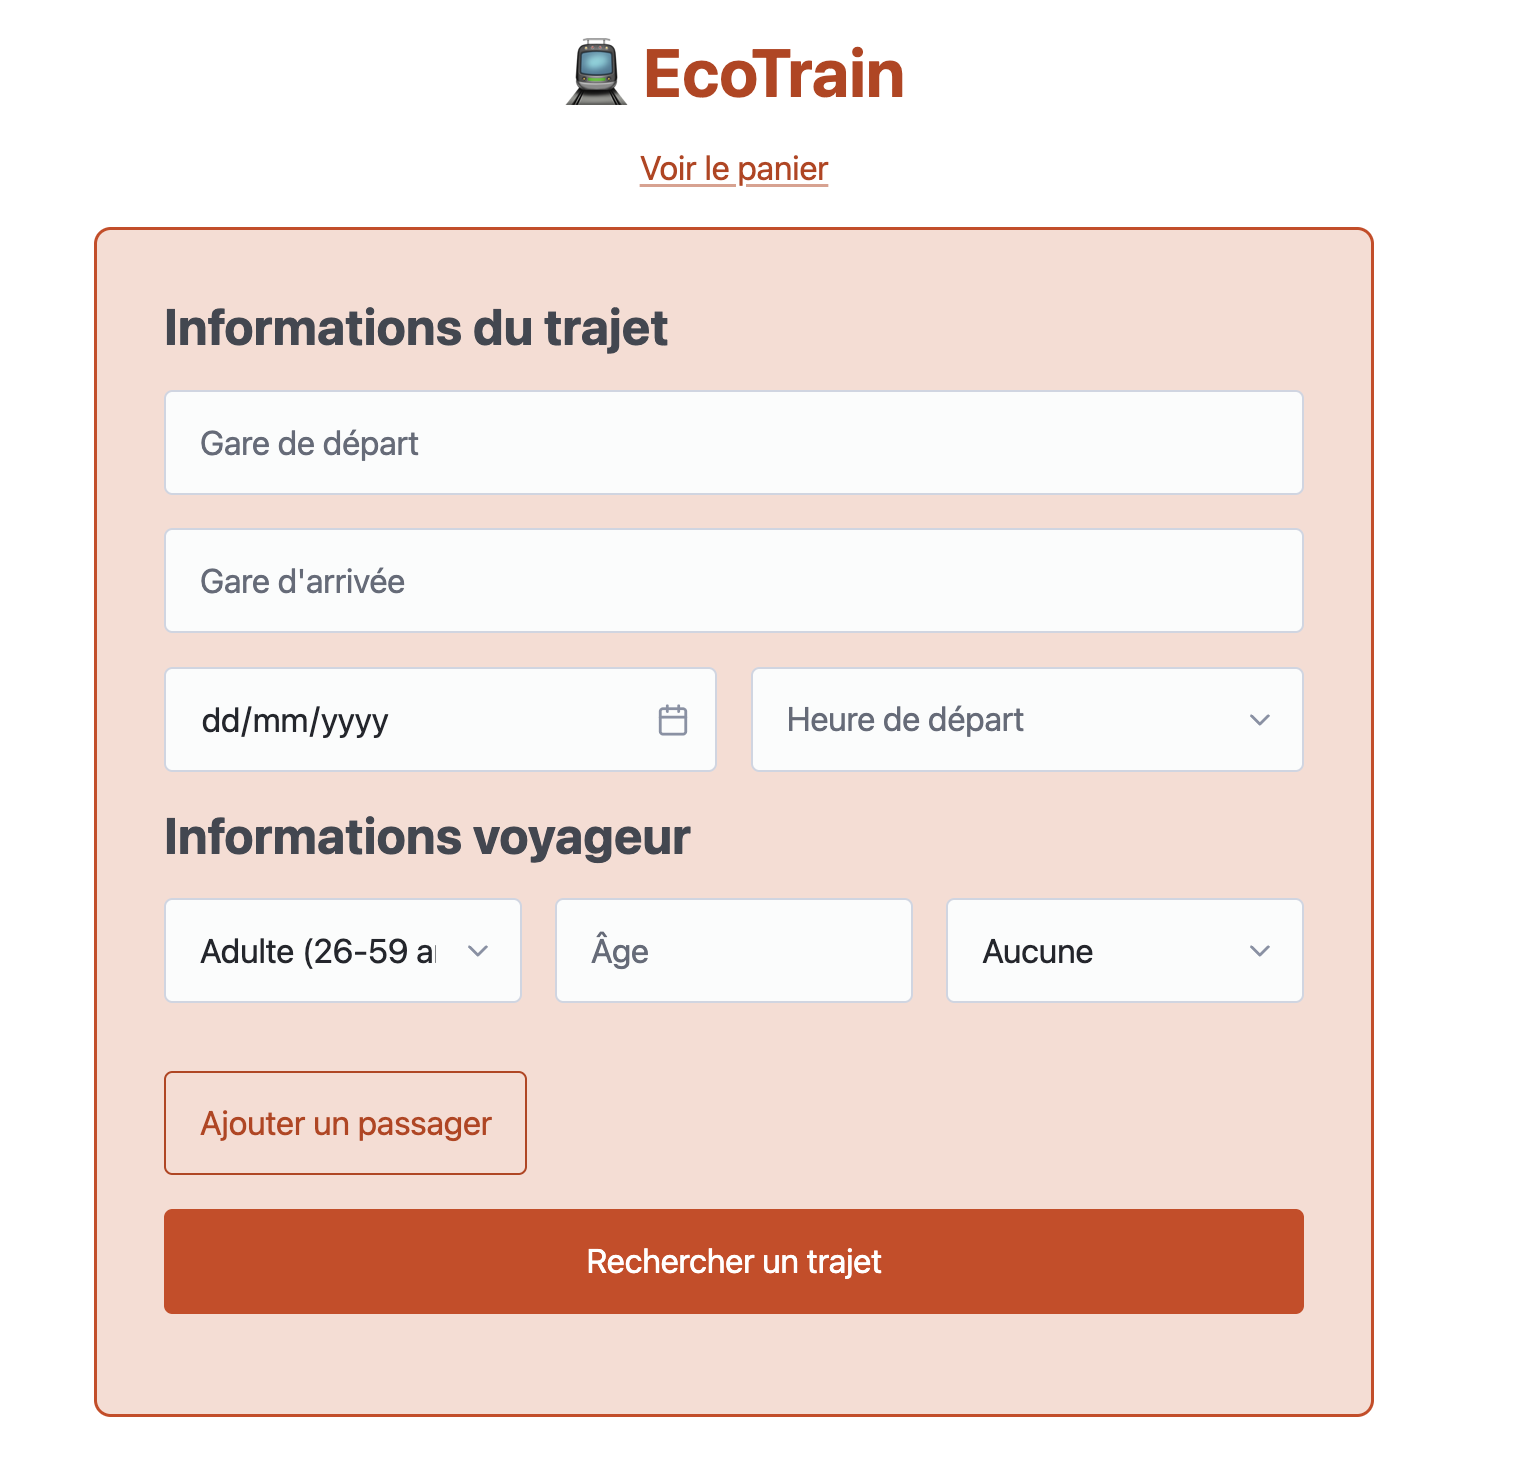 EcoTrain
Voir le panier
Informations du trajet
Gare de départ
Gare d'arrivée
dd/mm/yyyy
Heure de départ
Informations voyageur
Adulte (26-59 a
Âge
Aucune
Ajouter un passager
Rechercher un trajet